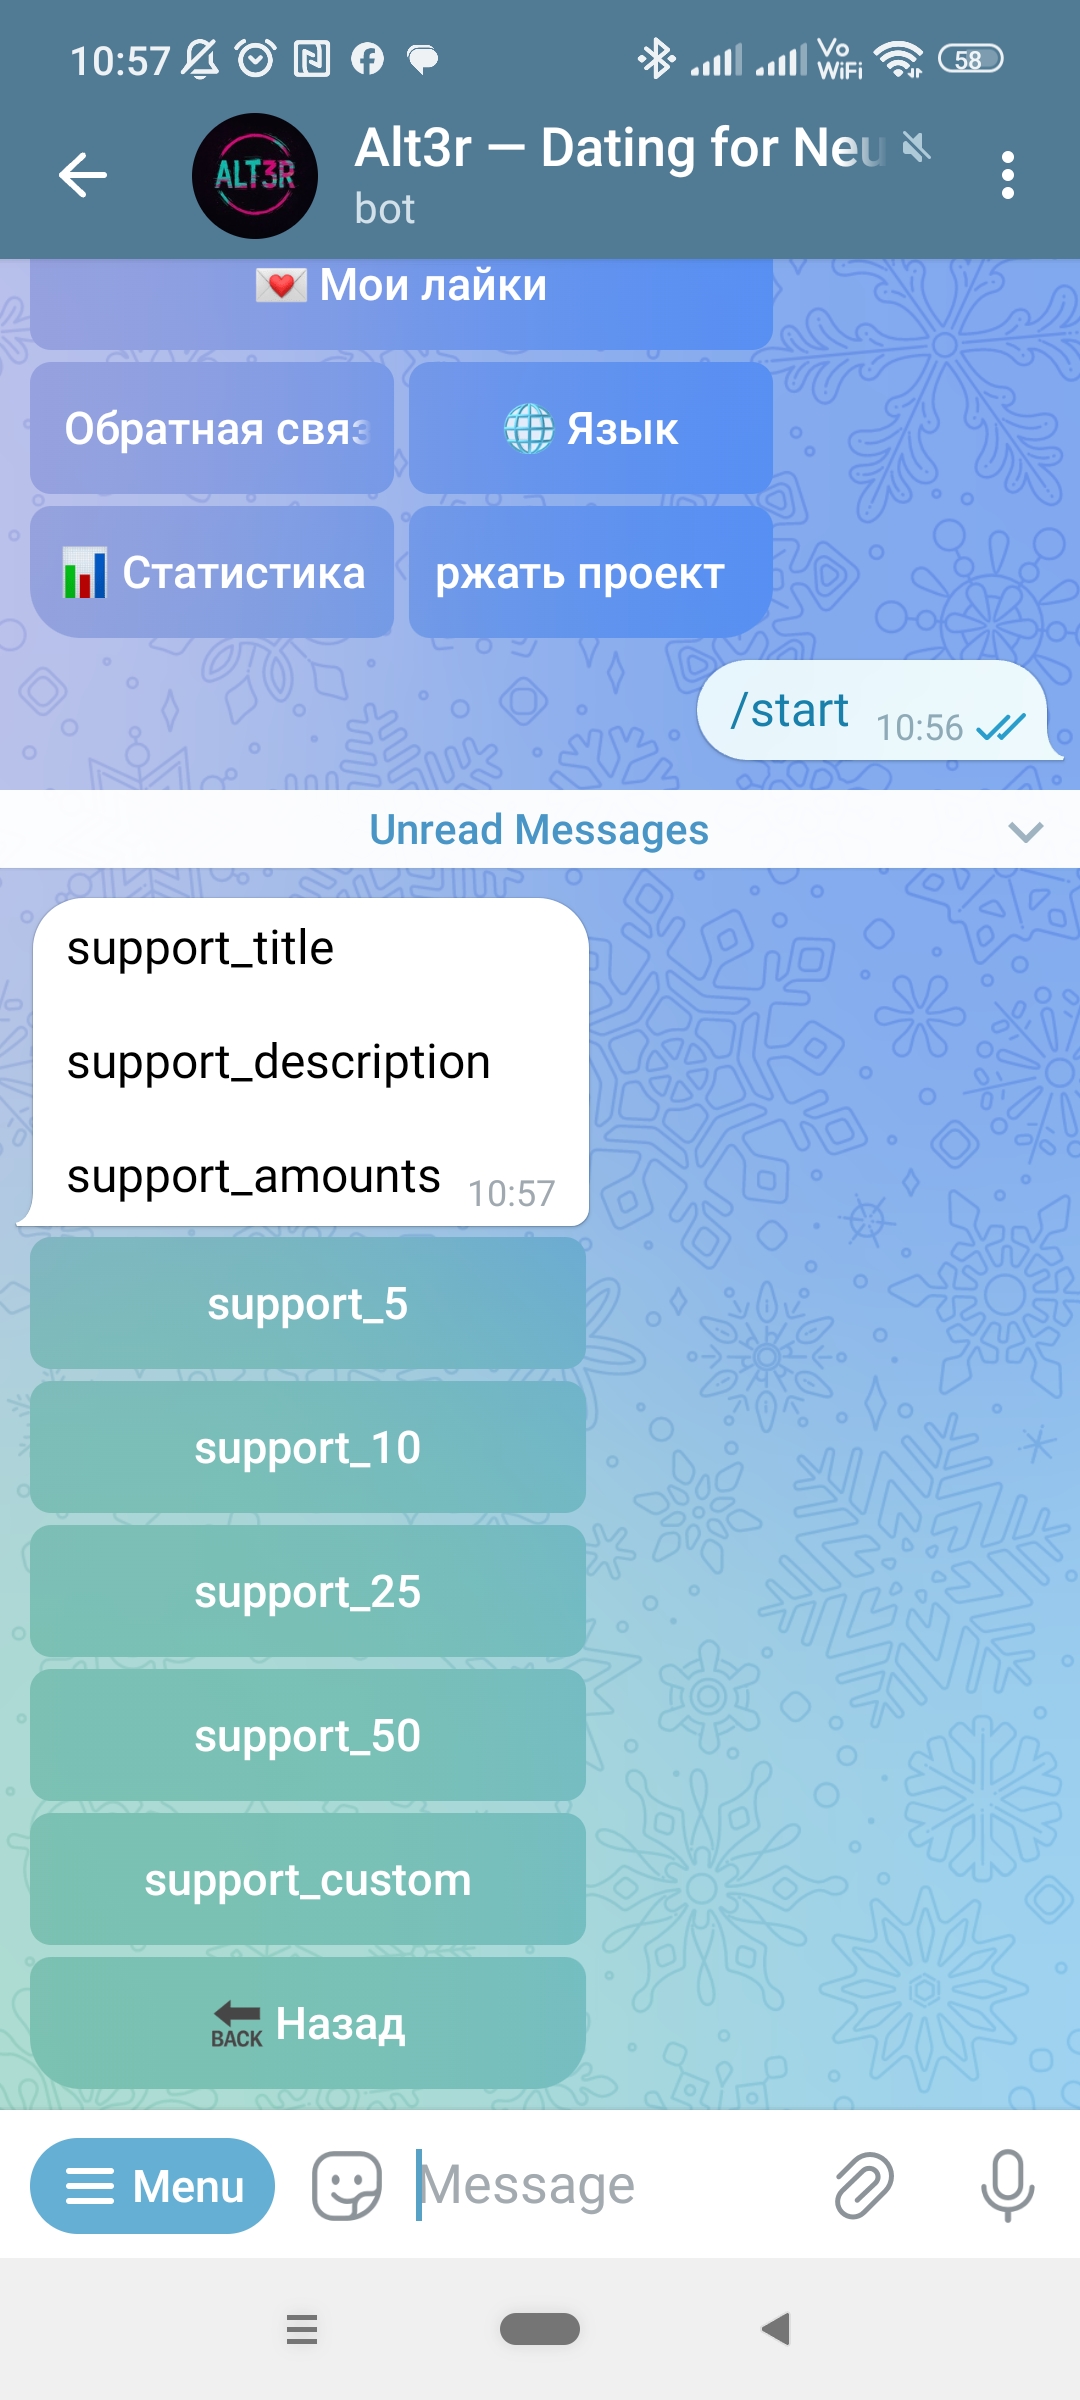 10:57
Vo
WiFi
58
ALT3R
Alt3r — Dating for Neu
bot
💌 Мои лайки
Обратная связ
🌐 Язык
📊 Статистика
ржать проект
/start 10:56
Unread Messages
support_title
support_description
support_amounts 10:57
support_5
support_10
support_25
support_50
support_custom
🔙 Назад
Menu
Message